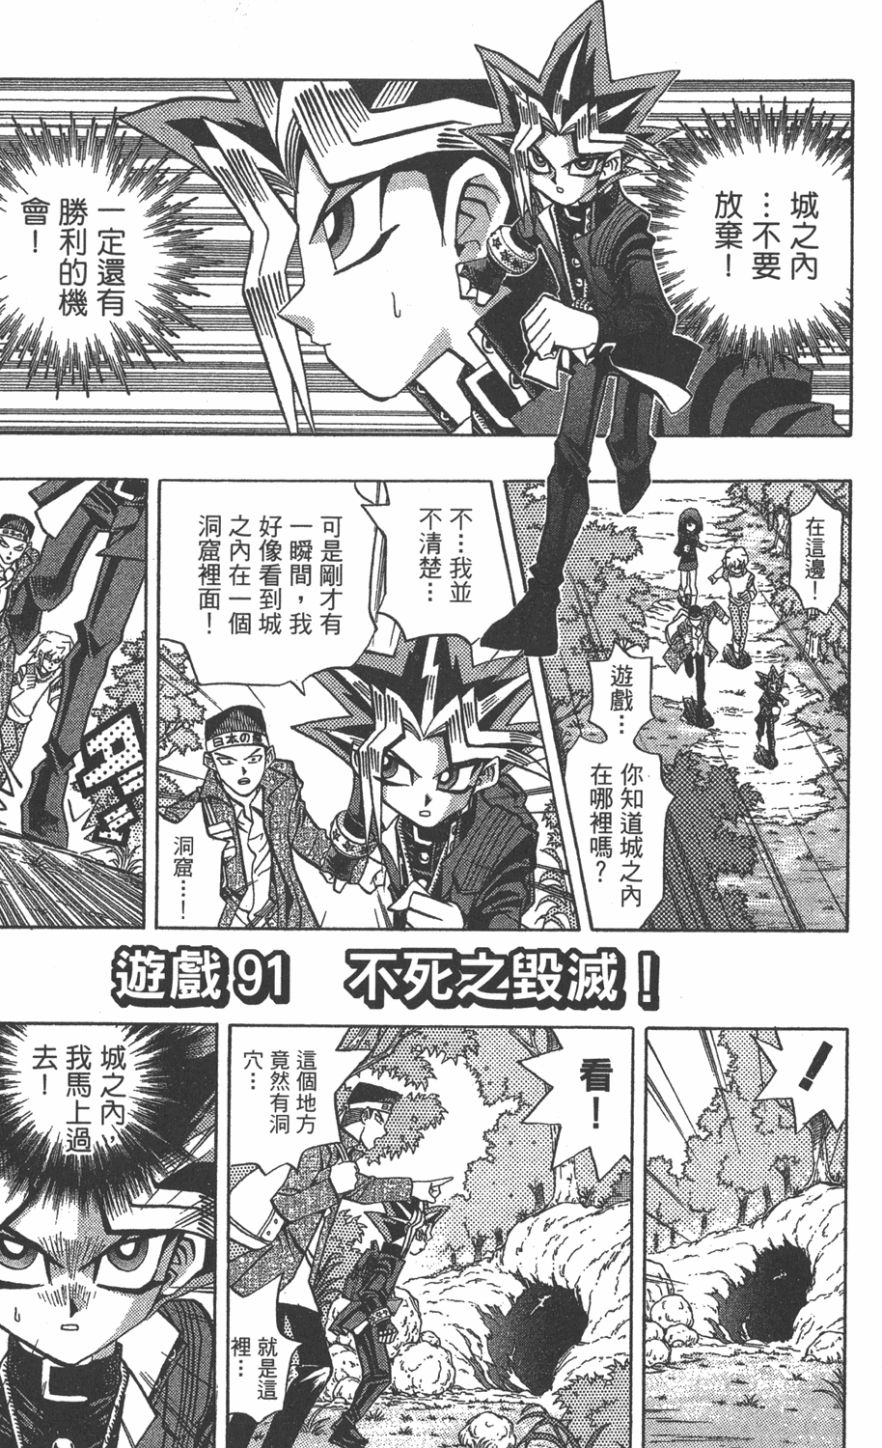 城之內
…不要
放棄！
一定還有
勝利的機
會！
在這邊！
遊戲…
你知道城之內
在哪裡嗎？
不…我並
不清楚…
可是剛才有
一瞬間，我
好像看到城
之內在一個
洞窟裡面！
日本の
洞窟…！
遊戲91 不死之毀滅！
！
看！
這個地方
竟然有洞
穴…
就是這
裡…
城之內，
我馬上過
去！